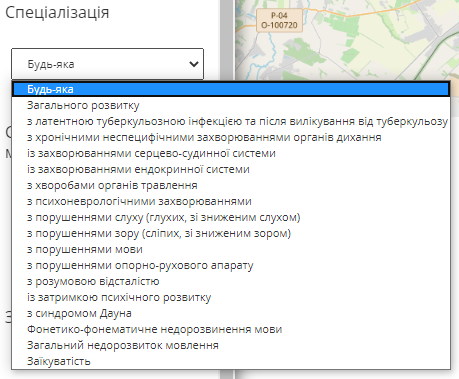 Спеціалізація
Р-04
О-100720
Будь-яка
Будь-яка
Загального розвитку
з латентною туберкульозною інфекцією та після вилікування від туберкульозу
з хронічними неспецифічними захворюваннями органів дихання
із захворюваннями серцево-судинної системи
із захворюваннями ендокринної системи
з хворобами органів травлення
з психоневрологічними захворюваннями
з порушеннями слуху (глухих, зі зниженим слухом)
з порушеннями зору (сліпих, зі зниженим зором)
з порушеннями мови
з порушеннями опорно-рухового апарату
з розумовою відсталістю
із затримкою психічного розвитку
з синдромом Дауна
Фонетико-фонематичне недорозвинення мови
Загальний недорозвиток мовлення
Заїкуватість